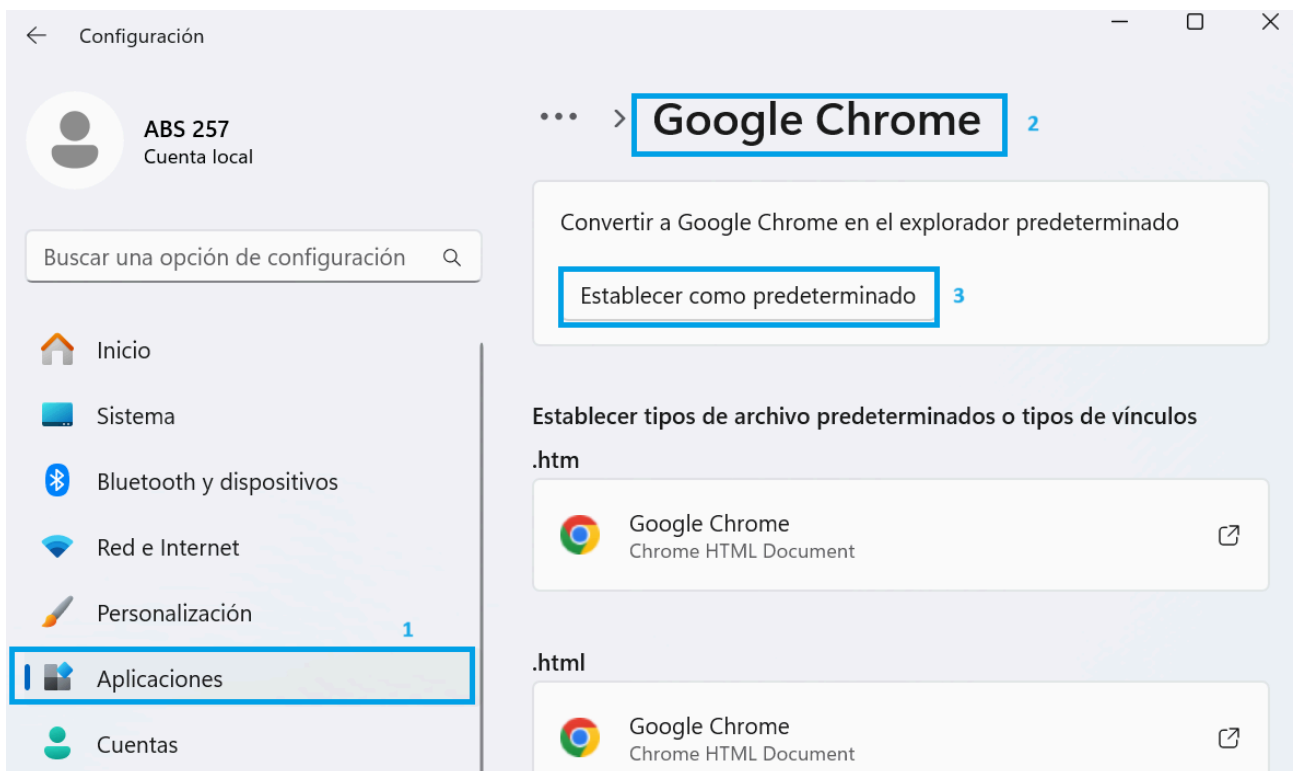 Configuración
ABS 257
Cuenta local
Buscar una opción de configuración
Inicio
Sistema
Bluetooth y dispositivos
Red e Internet
Personalización
1
Aplicaciones
Cuentas
Google Chrome 2
Convertir a Google Chrome en el explorador predeterminado
Establecer como predeterminado 3
Establecer tipos de archivo predeterminados o tipos de vínculos
.htm
Google Chrome
Chrome HTML Document
.html
Google Chrome
Chrome HTML Document